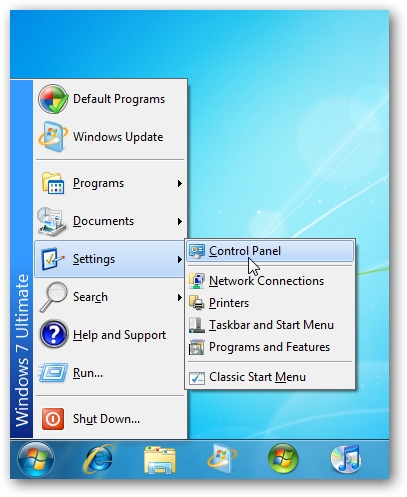 Default Programs
Windows Update
Programs
Documents
Settings
Search
Help and Support
Run...
Shut Down...
Windows 7 Ultimate
Control Panel
Network Connections
Printers
Taskbar and Start Menu
Programs and Features
Classic Start Menu